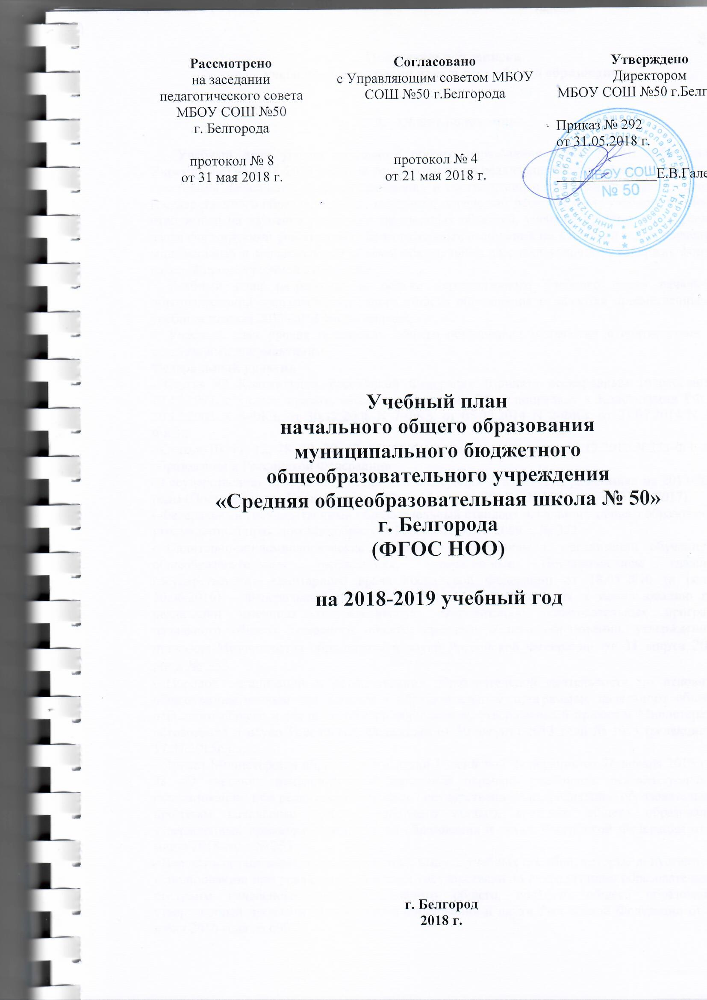 Рассмотрено
на заседании
педагогического совета
МБОУ СОШ №50
г. Белгорода
протокол № 8
от 31 мая 2018 г.
Согласовано
с Управляющим советом МБОУ
СОШ №50 г.Белгорода
протокол № 4
от 21 мая 2018 г.
Утверждено
Директором
МБОУ СОШ №50 г.Белг
Приказ № 292
от 31.05.2018 г.
Е.В.Гале
МБОУ СОШ
№ 50
Учебный план
начального общего образования
муниципального бюджетного
общеобразовательного учреждения
«Средняя общеобразовательная школа № 50»
г. Белгорода
(ФГОС НОО)
на 2018-2019 учебный год
г. Белгород
2018 г.